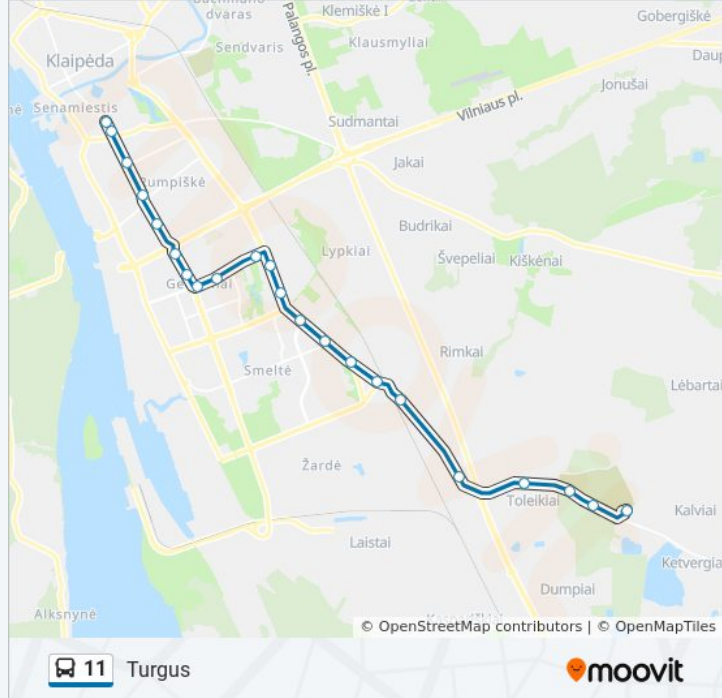 Klemiškė I
Gobergiškė
dvaras
Palangos pl.
Sendvaris
Klausmyliai
Klaipėda
Daup
Jonušai
Senamiestis
Vilniaus pl.
Sudmantai
Jakai
Rumpiškė
Budrikai
Lypkiai
Švepeliai
Kiškėnai
Rimkai
Smeltė
Lėbartai
Žardė
Toleikiai
Kalviai
Laistai
Ketvergiai
Dumpiai
Alksnynė
© OpenStreetMap contributors | © OpenMapTiles
11 Turgus
moovit